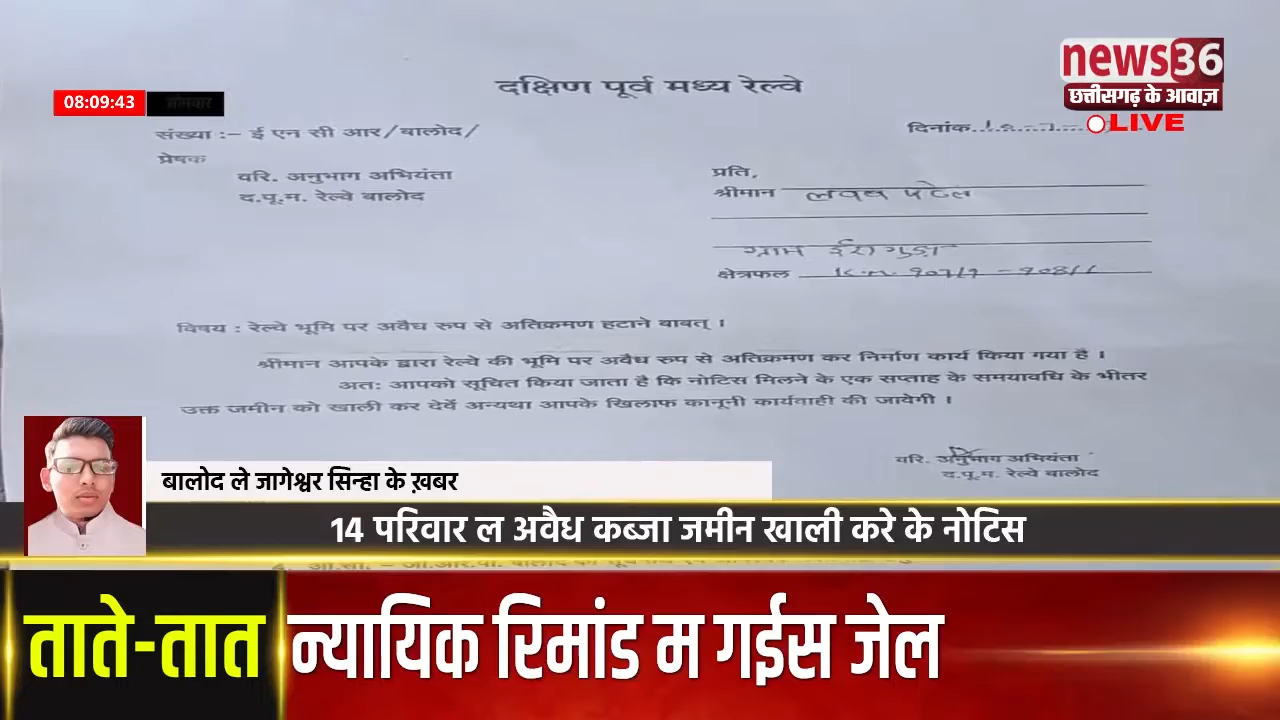 दक्षिण पूर्व मध्य रेल्वे
news36
छत्तीसगढ़ के आवाज़
LIVE
08:09:43
सोमवार
संख्या :– ई एन सी आर/बालोद/
दिनांक
प्रेषक
वरि. अनुभाग अभियंता
द.पू.म. रेल्वे बालोद
प्रति,
श्रीमान पटेल
ग्राम
क्षेत्रफल
विषय : रेल्वे भूमि पर अवैध रुप से अतिक्रमण हटाने बाबत् ।
श्रीमान आपके द्वारा रेल्वे की भूमि पर अवैध रुप से अतिक्रमण कर निर्माण कार्य किया गया है ।
अतः आपको सूचित किया जाता है कि नोटिस मिलने के एक सप्ताह के समयावधि के भीतर
उक्त जमीन को खाली कर देवें अन्यथा आपके खिलाफ कानूनी कार्यवाही की जावेगी ।
वरि. अनुभाग अभियंता
द.पू.म. रेल्वे बालोद
बालोद ले जागेश्वर सिन्हा के ख़बर
14 परिवार ल अवैध कब्जा जमीन खाली करे के नोटिस
ताते-तात
न्यायिक रिमांड म गईस जेल